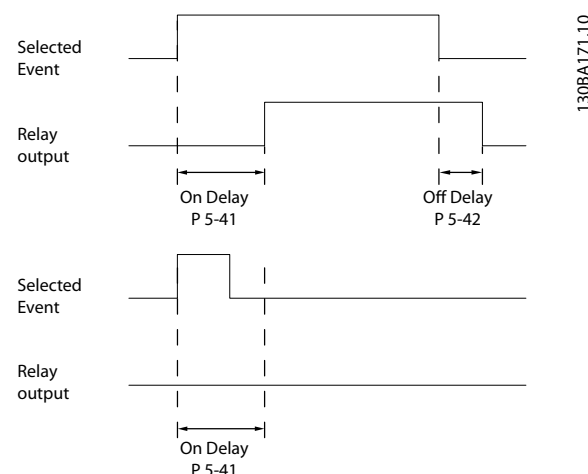 Selected
Event
Relay
output
On Delay
P 5-41
Off Delay
P 5-42
Selected
Event
Relay
output
On Delay
P 5-41
130BA171.10